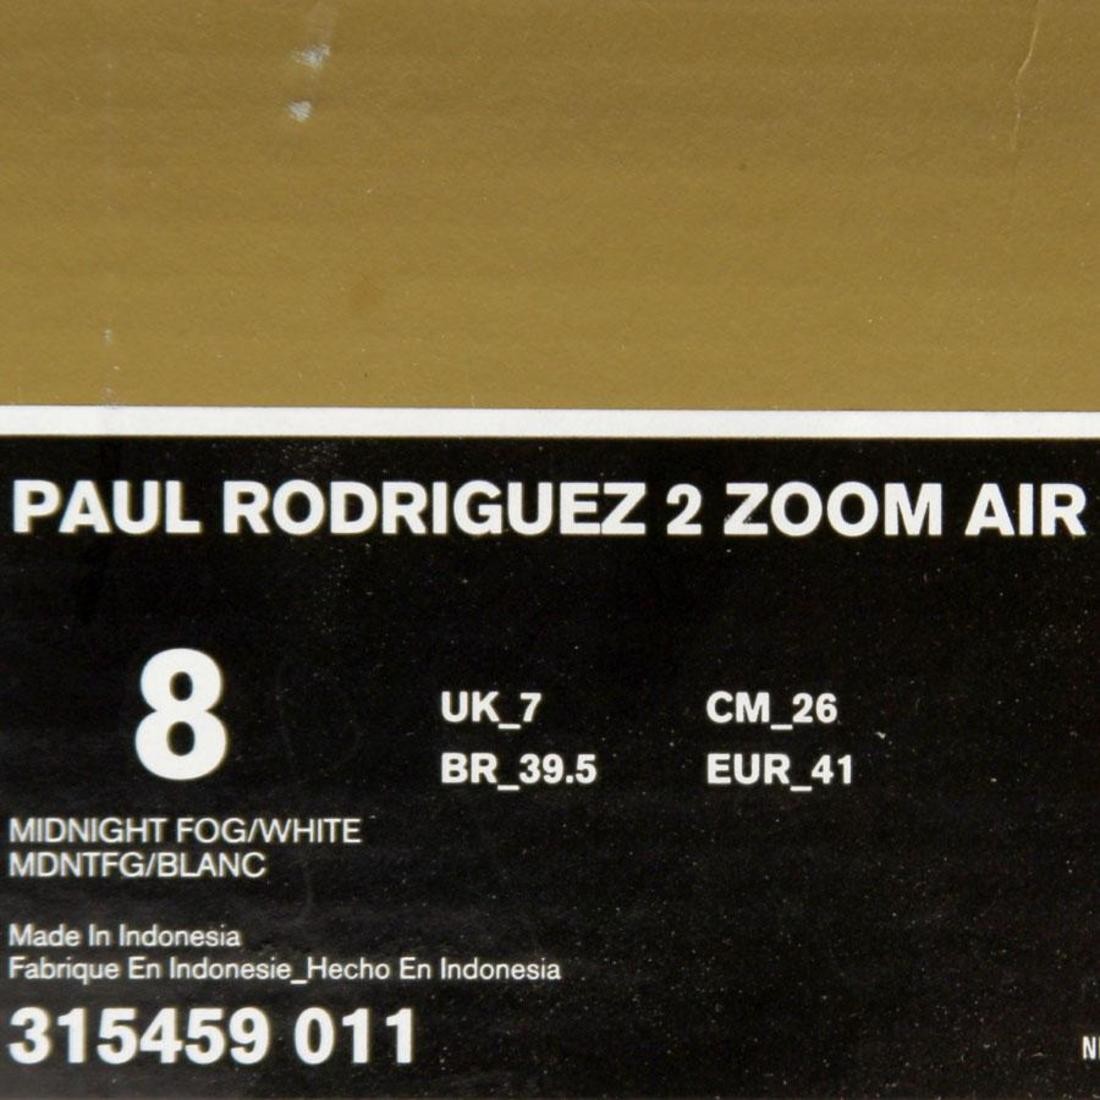 PAUL RODRIGUEZ 2 ZOOM AIR
8
UK_7 CM_26
BR_39.5 EUR_41
MIDNIGHT FOG/WHITE
MDNTFG/BLANC
Made In Indonesia
Fabrique En Indonesie_Hecho En Indonesia
315459 011